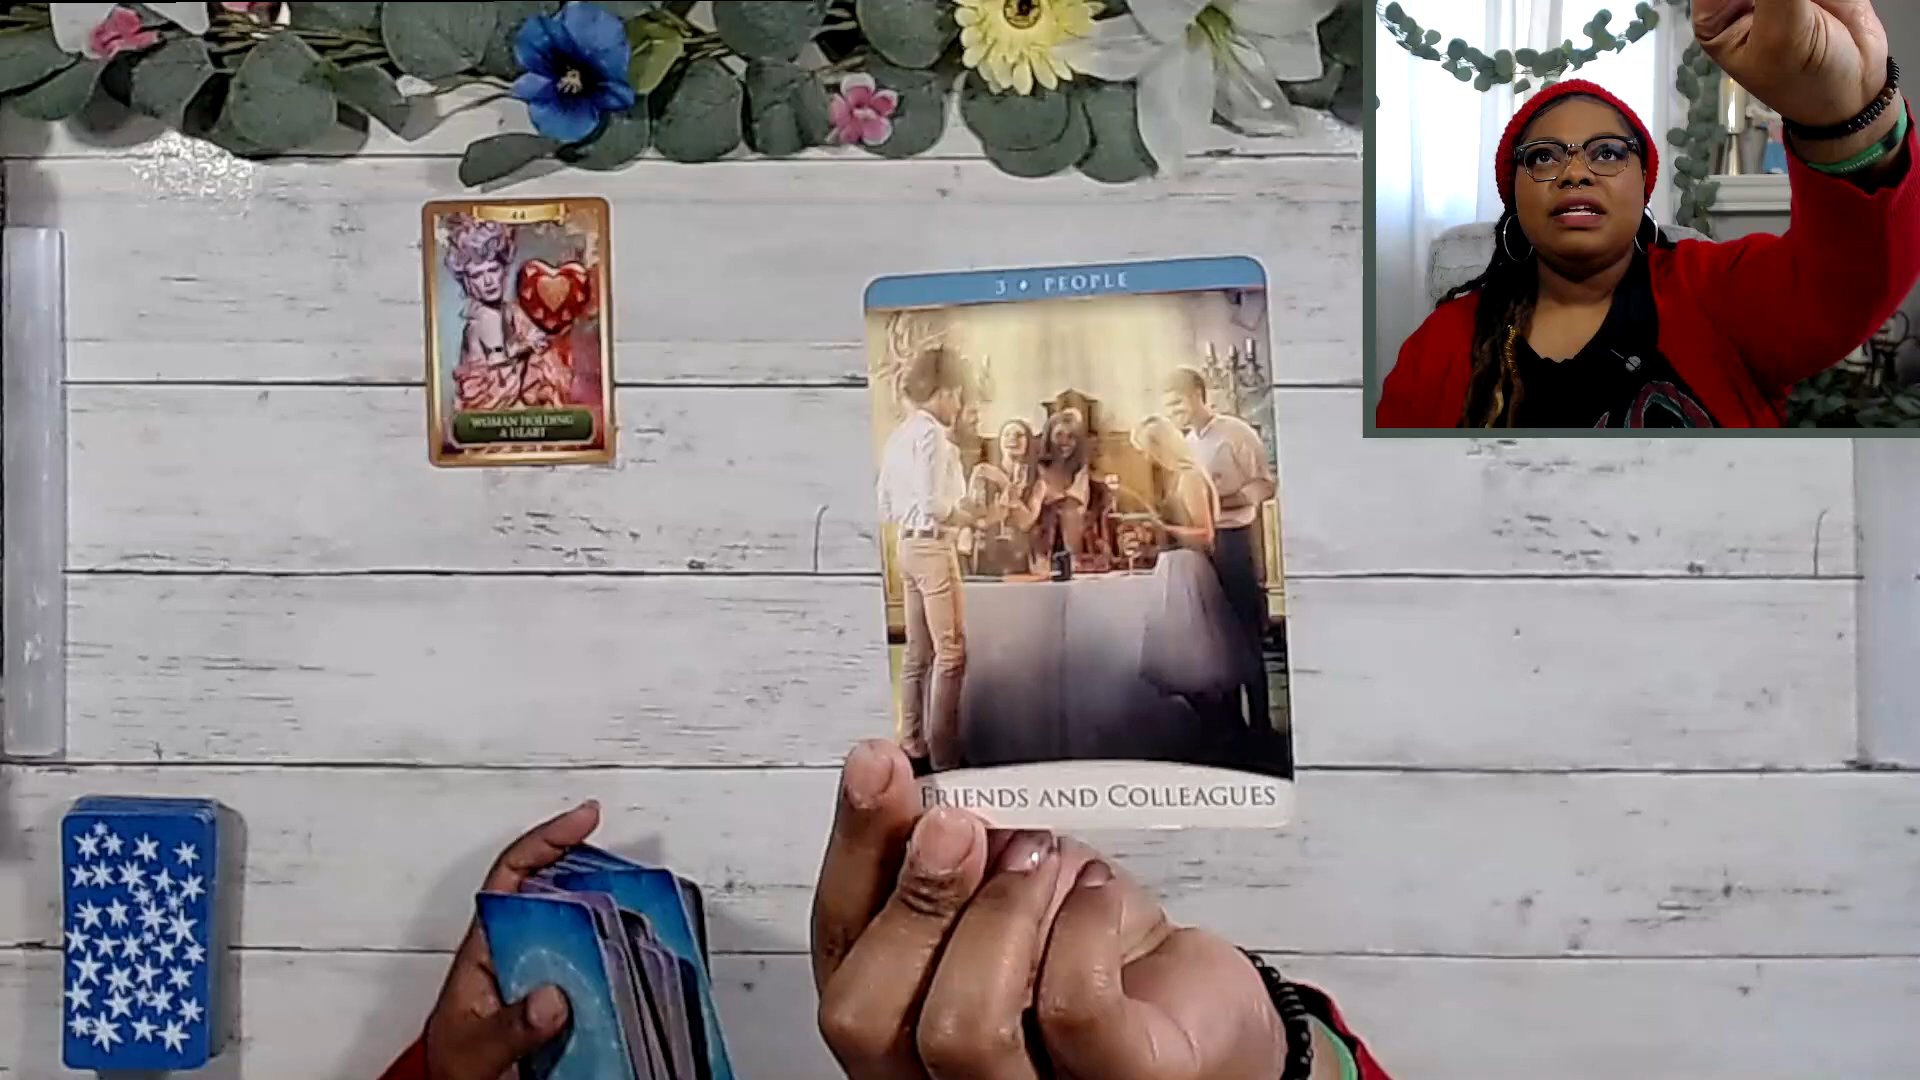 44
WOMAN HOLDING
A HEART
3 • PEOPLE
FRIENDS AND COLLEAGUES